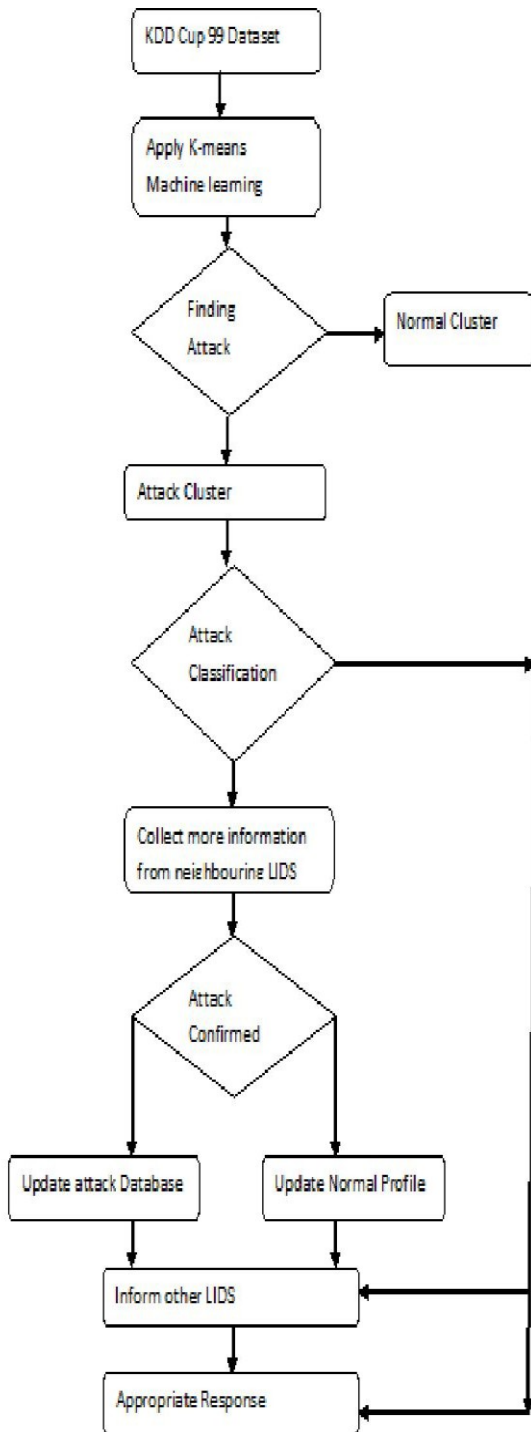 KDD Cup 99 Dataset
Apply K-means
Machine learning
Finding
Attack
Normal Cluster
Attack Cluster
Attack
Classification
Collect more information
from neighbouring LIDS
Attack
Confirmed
Update attack Database
Update Normal Profile
Inform other LIDS
Appropriate Response